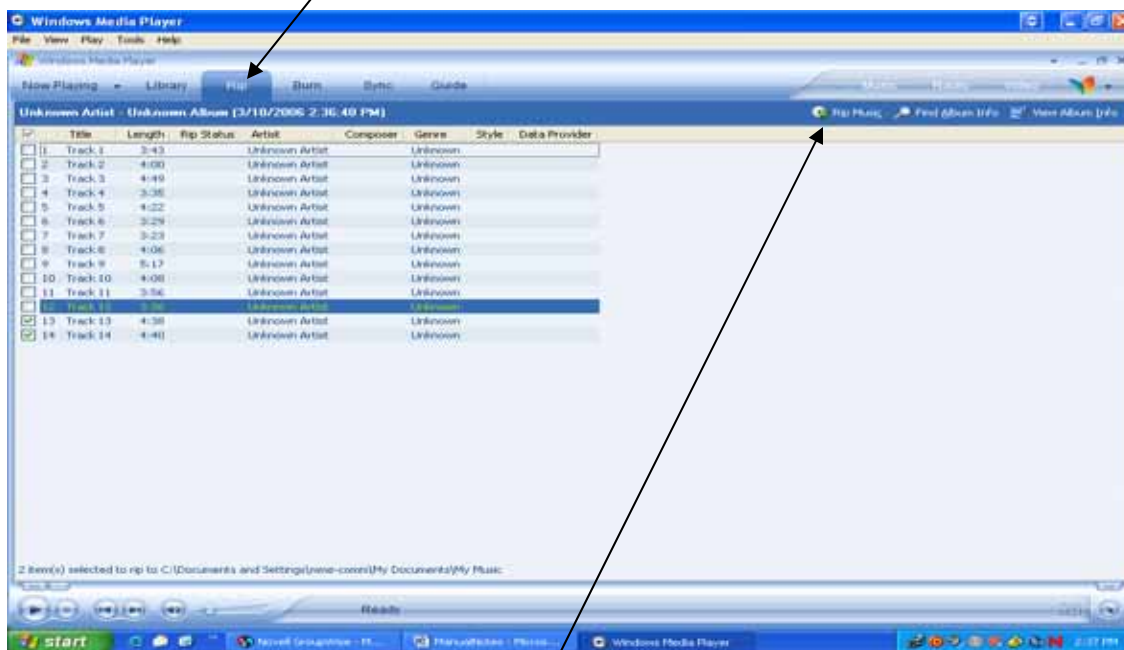 Windows Media Player
File View Play Tools Help
Windows Media Player
Now Playing Library Rip Burn Sync Guide
Unknown Artist - Unknown Album (3/10/2006 2:36:40 PM) Rip Music Find Album Info View Album Info
Title Length Rip Status Artist Composer Genre Style Data Provider
1 Track 1 3:43 Unknown Artist Unknown
2 Track 2 4:00 Unknown Artist Unknown
3 Track 3 4:49 Unknown Artist Unknown
4 Track 4 3:35 Unknown Artist Unknown
5 Track 5 4:22 Unknown Artist Unknown
6 Track 6 3:29 Unknown Artist Unknown
7 Track 7 3:23 Unknown Artist Unknown
8 Track 8 4:06 Unknown Artist Unknown
9 Track 9 5:17 Unknown Artist Unknown
10 Track 10 4:08 Unknown Artist Unknown
11 Track 11 3:56 Unknown Artist Unknown
12 Track 12 Unknown Artist Unknown
13 Track 13 4:38 Unknown Artist Unknown
14 Track 14 4:40 Unknown Artist Unknown
2 item(s) selected to rip to C:\Documents and Settings\ My Documents\My Music
Ready
start Novell GroupWise - M... ManualNotes - Micros... Windows Media Player 2:37 PM